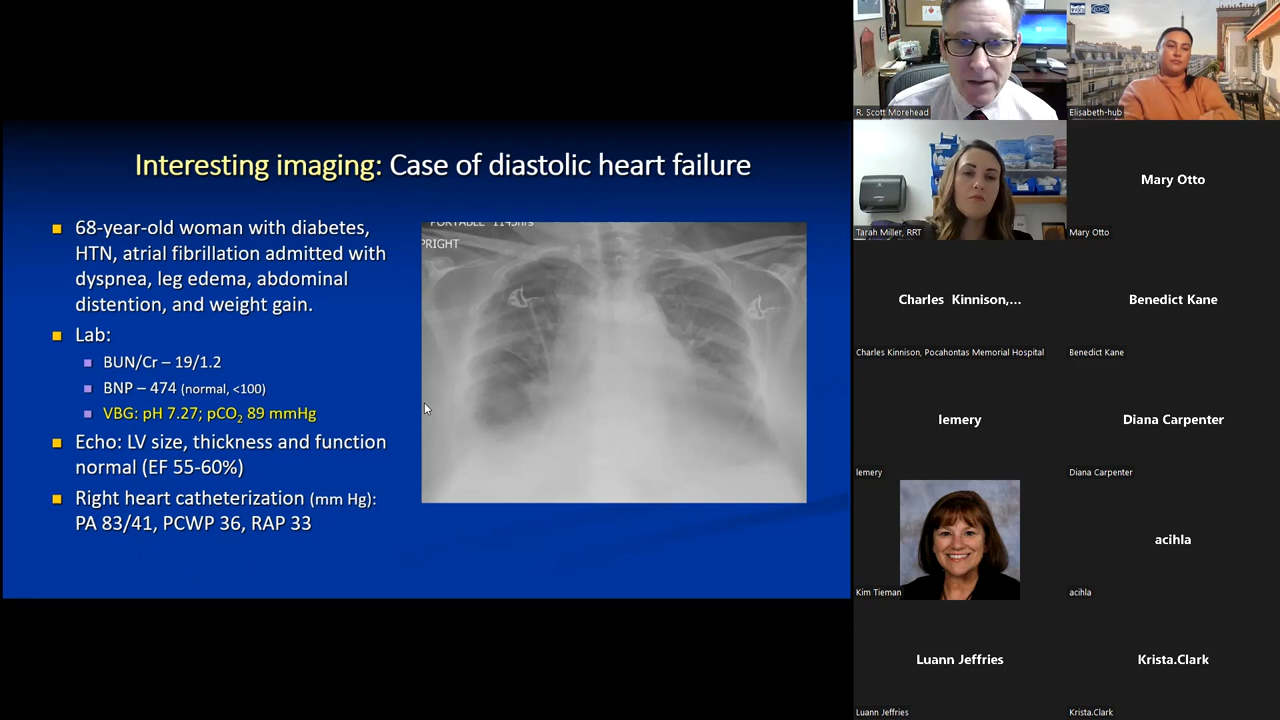 Interesting imaging: Case of diastolic heart failure
68-year-old woman with diabetes,
HTN, atrial fibrillation admitted with
dyspnea, leg edema, abdominal
distention, and weight gain.
Lab:
BUN/Cr – 19/1.2
BNP – 474 (normal, <100)
VBG: pH 7.27; pCO2 89 mmHg
Echo: LV size, thickness and function
normal (EF 55-60%)
Right heart catheterization (mm Hg):
PA 83/41, PCWP 36, RAP 33
PORTABLE 1145hrs
PRIGHT
R. Scott Morehead
Elisabeth-hub
Tarah Miller, RRT
Mary Otto
Mary Otto
Charles Kinnison,...
Charles Kinnison, Pocahontas Memorial Hospital
Benedict Kane
Benedict Kane
lemery
lemery
Diana Carpenter
Diana Carpenter
Kim Tieman
acihla
acihla
Luann Jeffries
Luann Jeffries
Krista.Clark
Krista.Clark